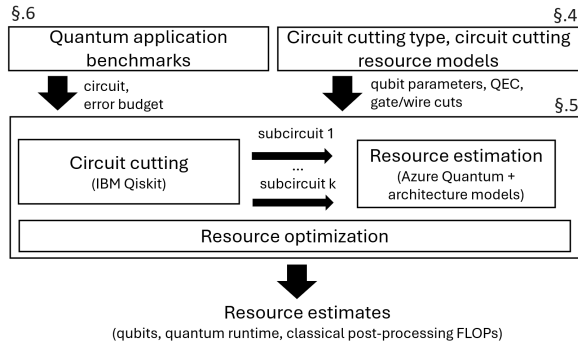 §.6
§.4
Quantum application
benchmarks
Circuit cutting type, circuit cutting
resource models
circuit,
error budget
qubit parameters, QEC,
gate/wire cuts
§.5
Circuit cutting
(IBM Qiskit)
subcircuit 1
...
subcircuit k
Resource estimation
(Azure Quantum +
architecture models)
Resource optimization
Resource estimates
(qubits, quantum runtime, classical post-processing FLOPs)